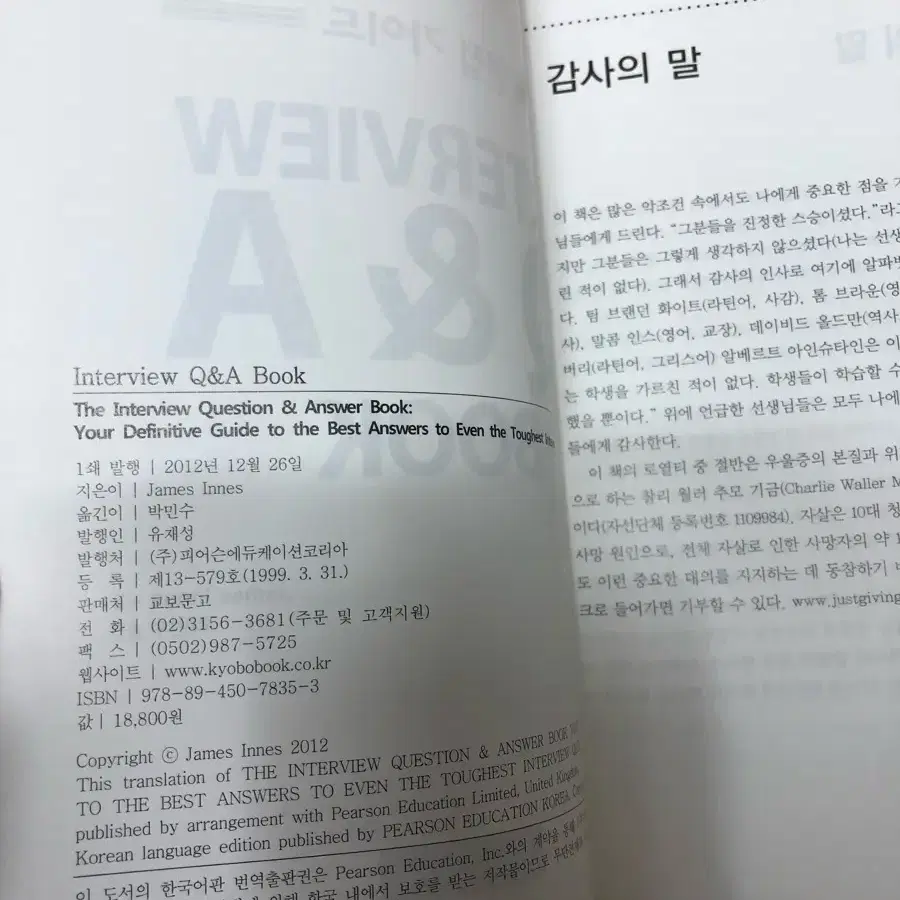 Interview Q&A Book
The Interview Question & Answer Book:
Your Definitive Guide to the Best Answers to Even the Toughest
1쇄 발행 | 2012년 12월 26일
지은이 | James Innes
옮긴이 | 박민수
발행인 | 유재성
발행처 | (주)피어슨에듀케이션코리아
등 록 | 제13-579호(1999. 3. 31.)
판매처 | 교보문고
전 화 | (02)3156-3681(주문 및 고객지원)
팩 스 | (0502)987-5725
웹사이트 | www.kyobobook.co.kr
ISBN | 978-89-450-7835-3
값 | 18,800원
Copyright ⓒ James Innes 2012
This translation of THE INTERVIEW QUESTION & ANSWER BOOK
TO THE BEST ANSWERS TO EVEN THE TOUGHEST INTERVIEW
published by arrangement with Pearson Education Limited, United Kingdom
Korean language edition published by PEARSON EDUCATION KOREA,
이 도서의 한국어판 번역출판권은 Pearson Education, Inc.와의 계약을 통해
의해 한국 내에서 보호를 받는 저작물이므로
감사의 말
이 책은 많은 악조건 속에서도 나에게 중요한 점을
님들에게 드린다. “그분들을 진정한 스승이셨다.”라고
지만 그분들은 그렇게 생각하지 않으셨다(나는 선생
린 적이 없다). 그래서 감사의 인사로 여기에 알파벳
다. 팀 브랜던 화이트(라틴어, 사감), 톰 브라운(영
사), 말콤 인스(영어, 교장), 데이비드 올드만(역사
버리(라틴어, 그리스어) 알베르트 아인슈타인은 이
는 학생을 가르친 적이 없다. 학생들이 학습할 수
했을 뿐이다.” 위에 언급한 선생님들은 모두 나에
들에게 감사한다.
이 책의 로열티 중 절반은 우울증의 본질과 위
으로 하는 찰리 월러 추모 기금(Charlie Waller M
이다(자선단체 등록번호 1109984). 자살은 10대 청
사망 원인으로, 전체 자살로 인한 사망자의 약 1
도 이런 중요한 대의를 지지하는 데 동참하기
크로 들어가면 기부할 수 있다. www.justgiving